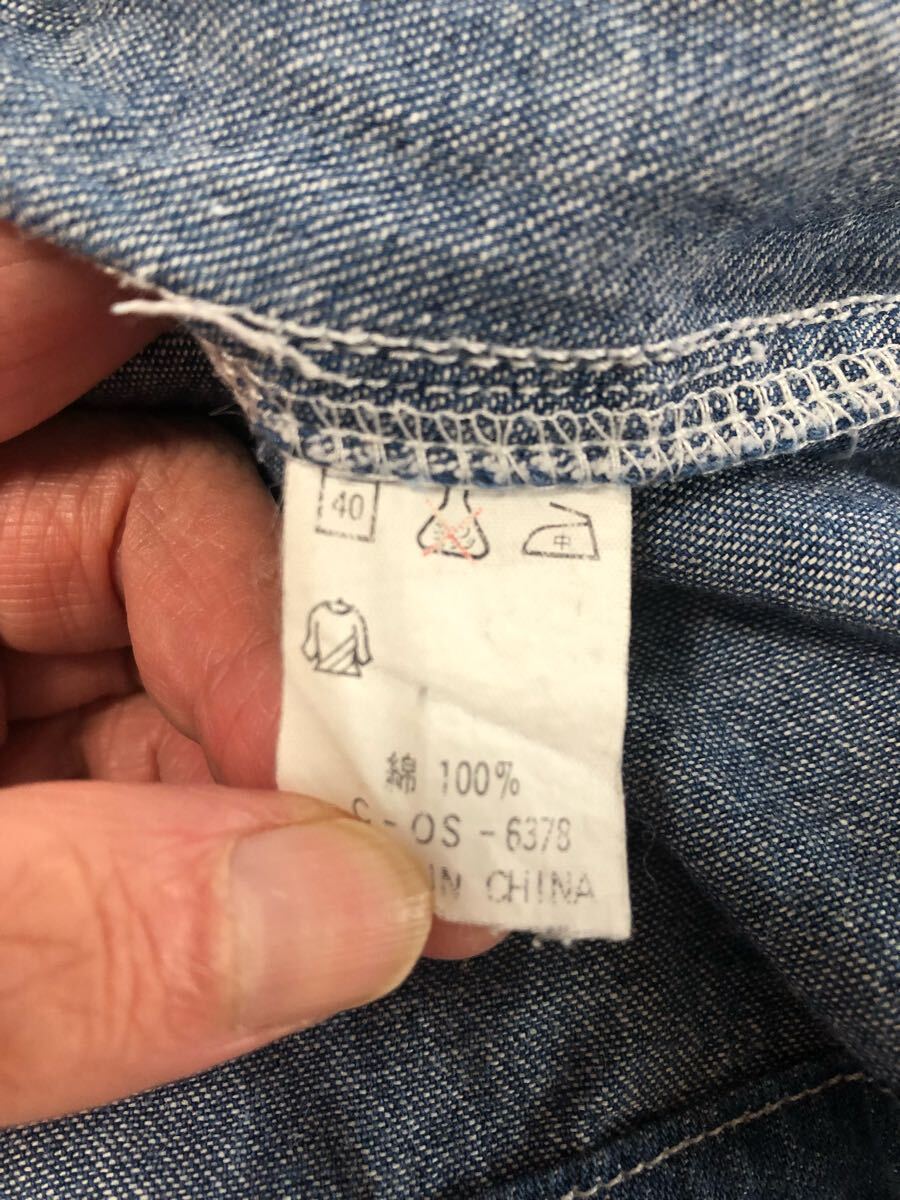 40
中
綿 100%
C-OS-6378
IN CHINA